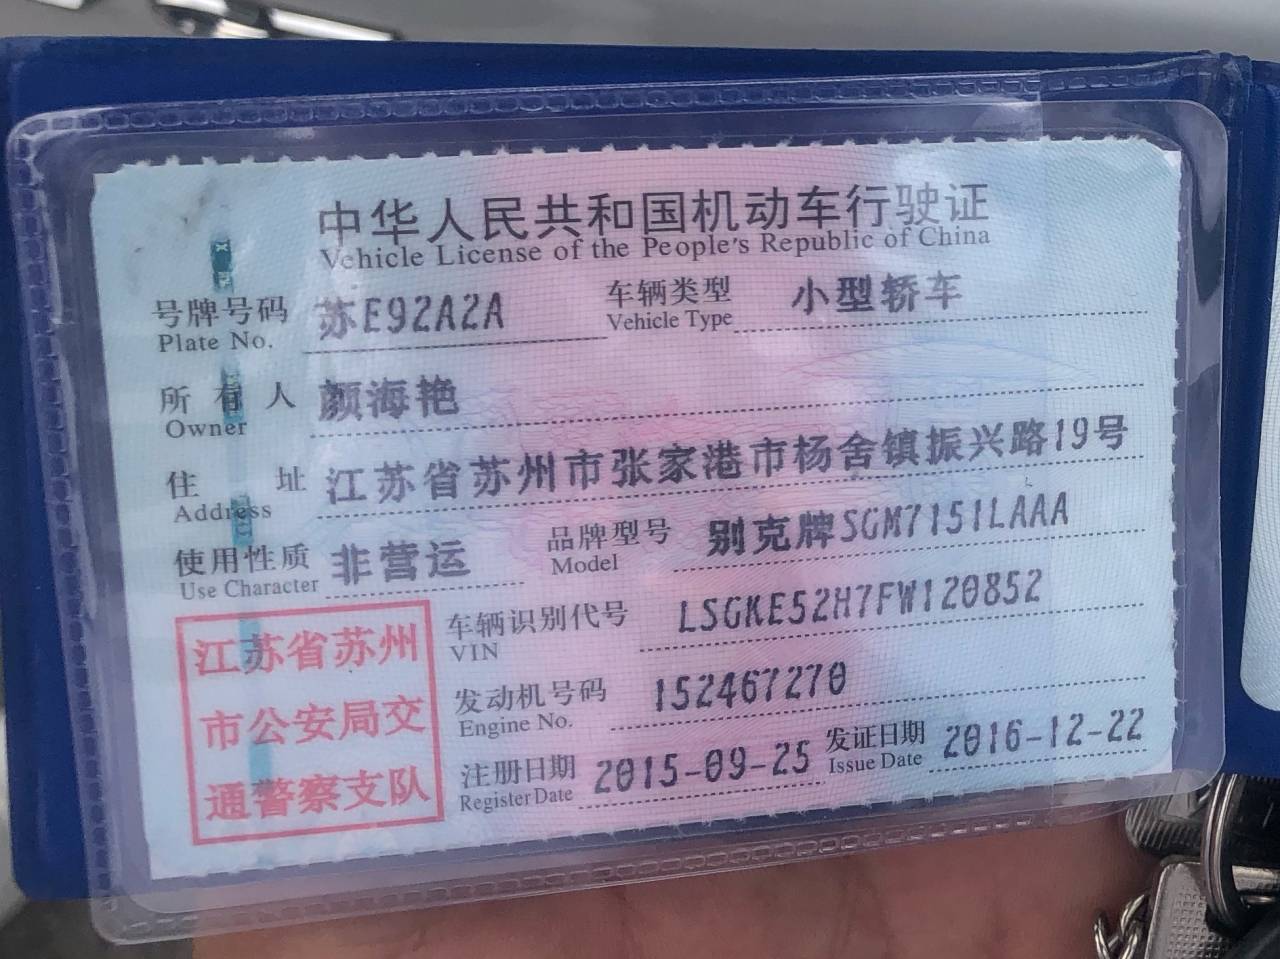 中华人民共和国机动车行驶证
Vehicle License of the People's Republic of China
号牌号码 苏E92A2A 车辆类型 小型轿车
Plate No. Vehicle Type
所有人 颜海艳
Owner
住址 江苏省苏州市张家港市杨舍镇振兴路19号
Address
使用性质 非营运 品牌型号 别克牌SGM7151LAAA
Use Character Model
江苏省苏州
市公安局交
通警察支队
车辆识别代号 LSGKE52H7FW120852
VIN
发动机号码 152467270
Engine No.
注册日期 2015-09-25 发证日期 2016-12-22
Register Date Issue Date